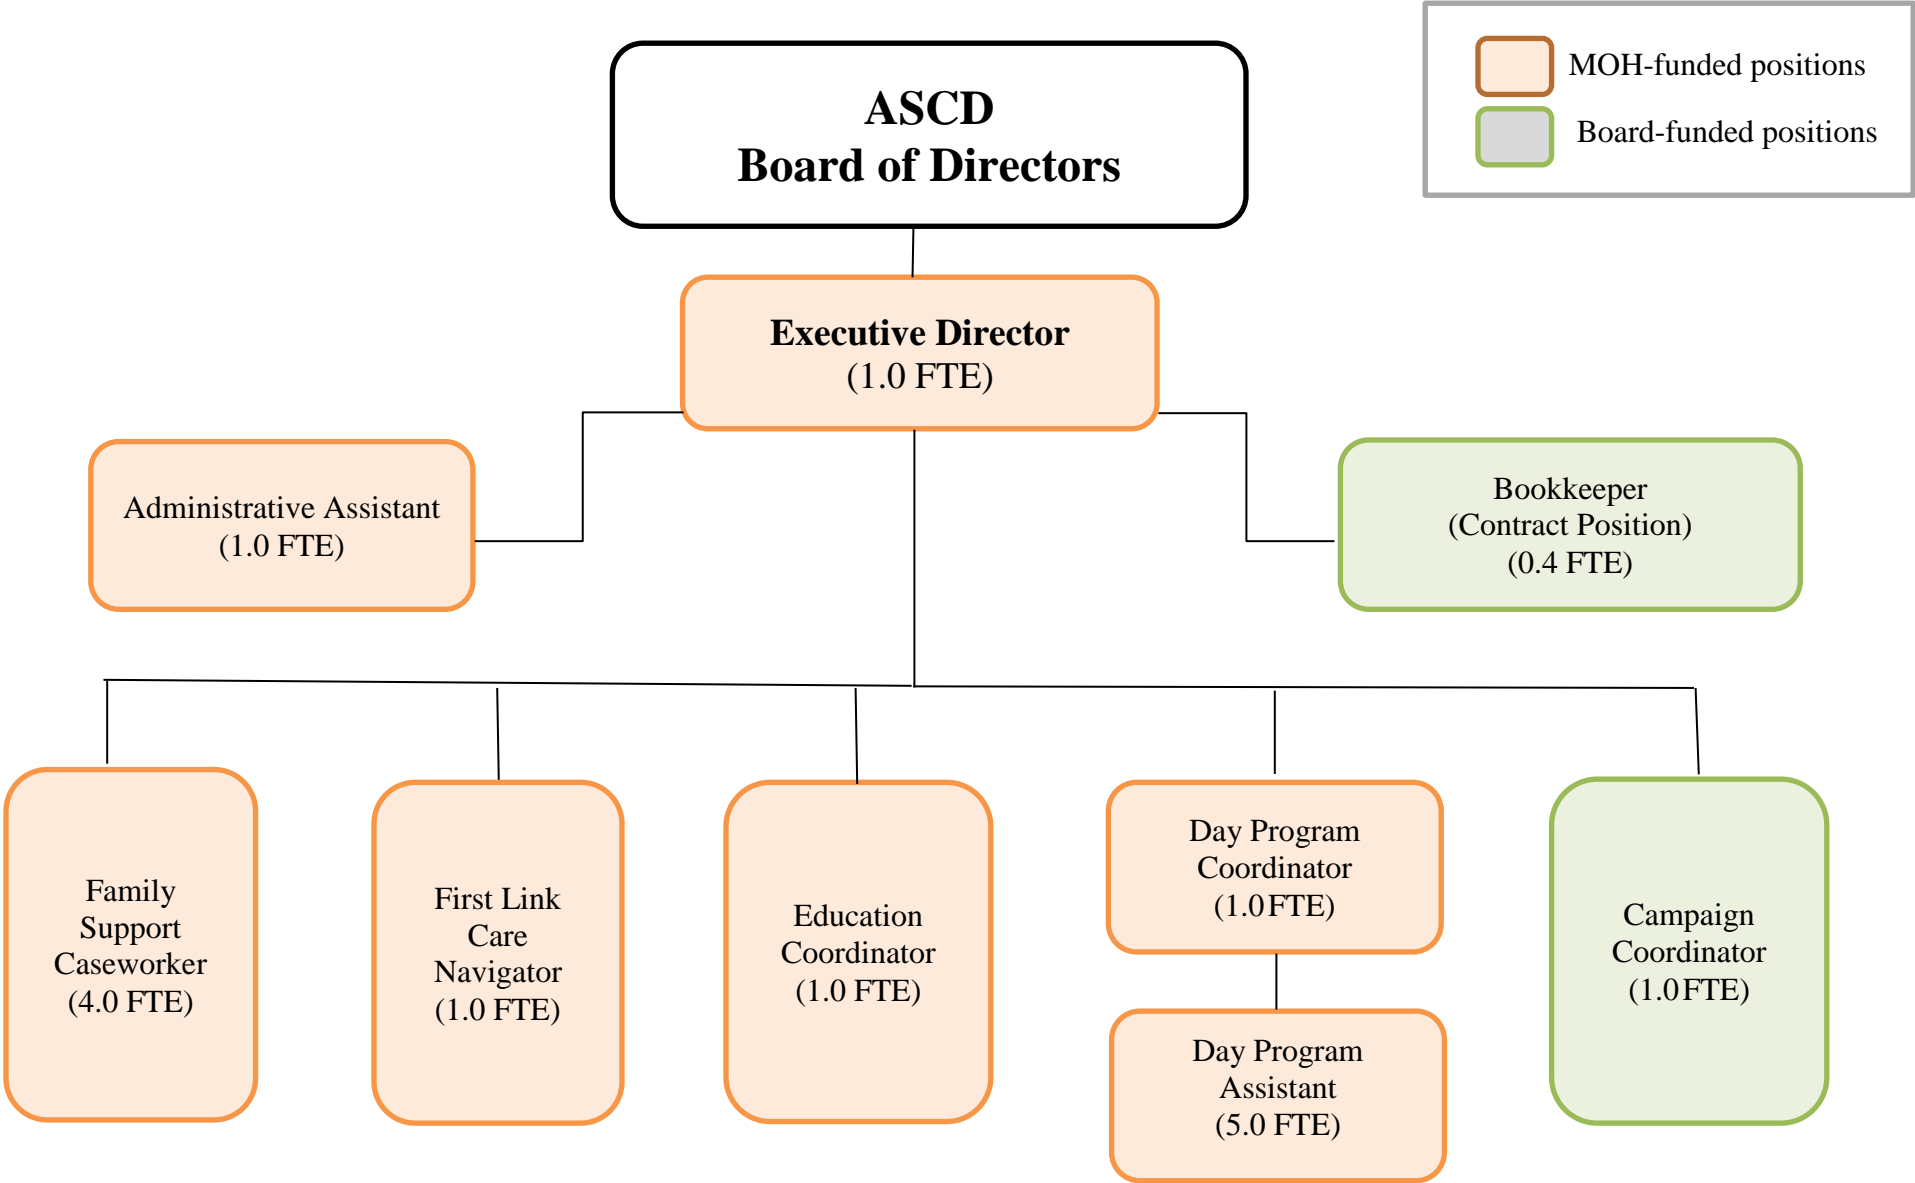 MOH-funded positions
Board-funded positions
ASCD
Board of Directors
Executive Director
(1.0 FTE)
Administrative Assistant
(1.0 FTE)
Bookkeeper
(Contract Position)
(0.4 FTE)
Family
Support
Caseworker
(4.0 FTE)
First Link
Care
Navigator
(1.0 FTE)
Education
Coordinator
(1.0 FTE)
Day Program
Coordinator
(1.0 FTE)
Day Program
Assistant
(5.0 FTE)
Campaign
Coordinator
(1.0 FTE)